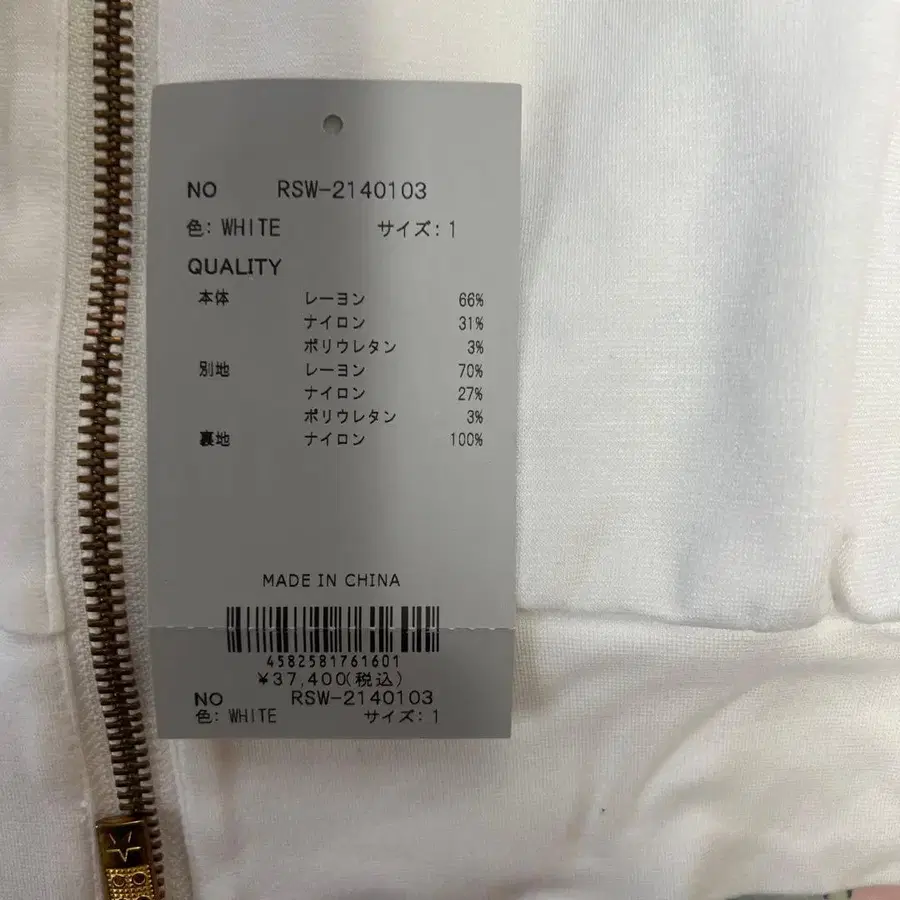 NO RSW-2140103
色: WHITE サイズ: 1
QUALITY
本体 レーヨン 66%
ナイロン 31%
ポリウレタン 3%
別地 レーヨン 70%
ナイロン 27%
ポリウレタン 3%
裏地 ナイロン 100%
MADE IN CHINA
4582581761601
¥37,400(税込)
NO RSW-2140103
色: WHITE サイズ: 1